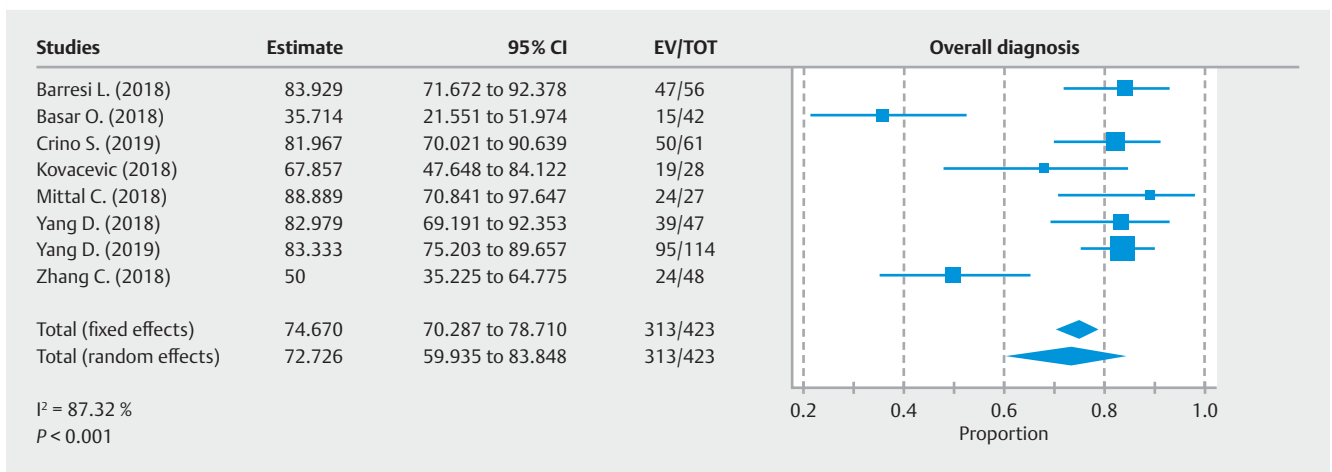 Studies Estimate 95% CI EV/TOT Overall diagnosis
Barresi L. (2018) 83.929 71.672 to 92.378 47/56
Basar O. (2018) 35.714 21.551 to 51.974 15/42
Crino S. (2019) 81.967 70.021 to 90.639 50/61
Kovacevic (2018) 67.857 47.648 to 84.122 19/28
Mittal C. (2018) 88.889 70.841 to 97.647 24/27
Yang D. (2018) 82.979 69.191 to 92.353 39/47
Yang D. (2019) 83.333 75.203 to 89.657 95/114
Zhang C. (2018) 50 35.225 to 64.775 24/48
Total (fixed effects) 74.670 70.287 to 78.710 313/423
Total (random effects) 72.726 59.935 to 83.848 313/423
I² = 87.32 %
P < 0.001
0.2 0.4 0.6 0.8 1.0
Proportion